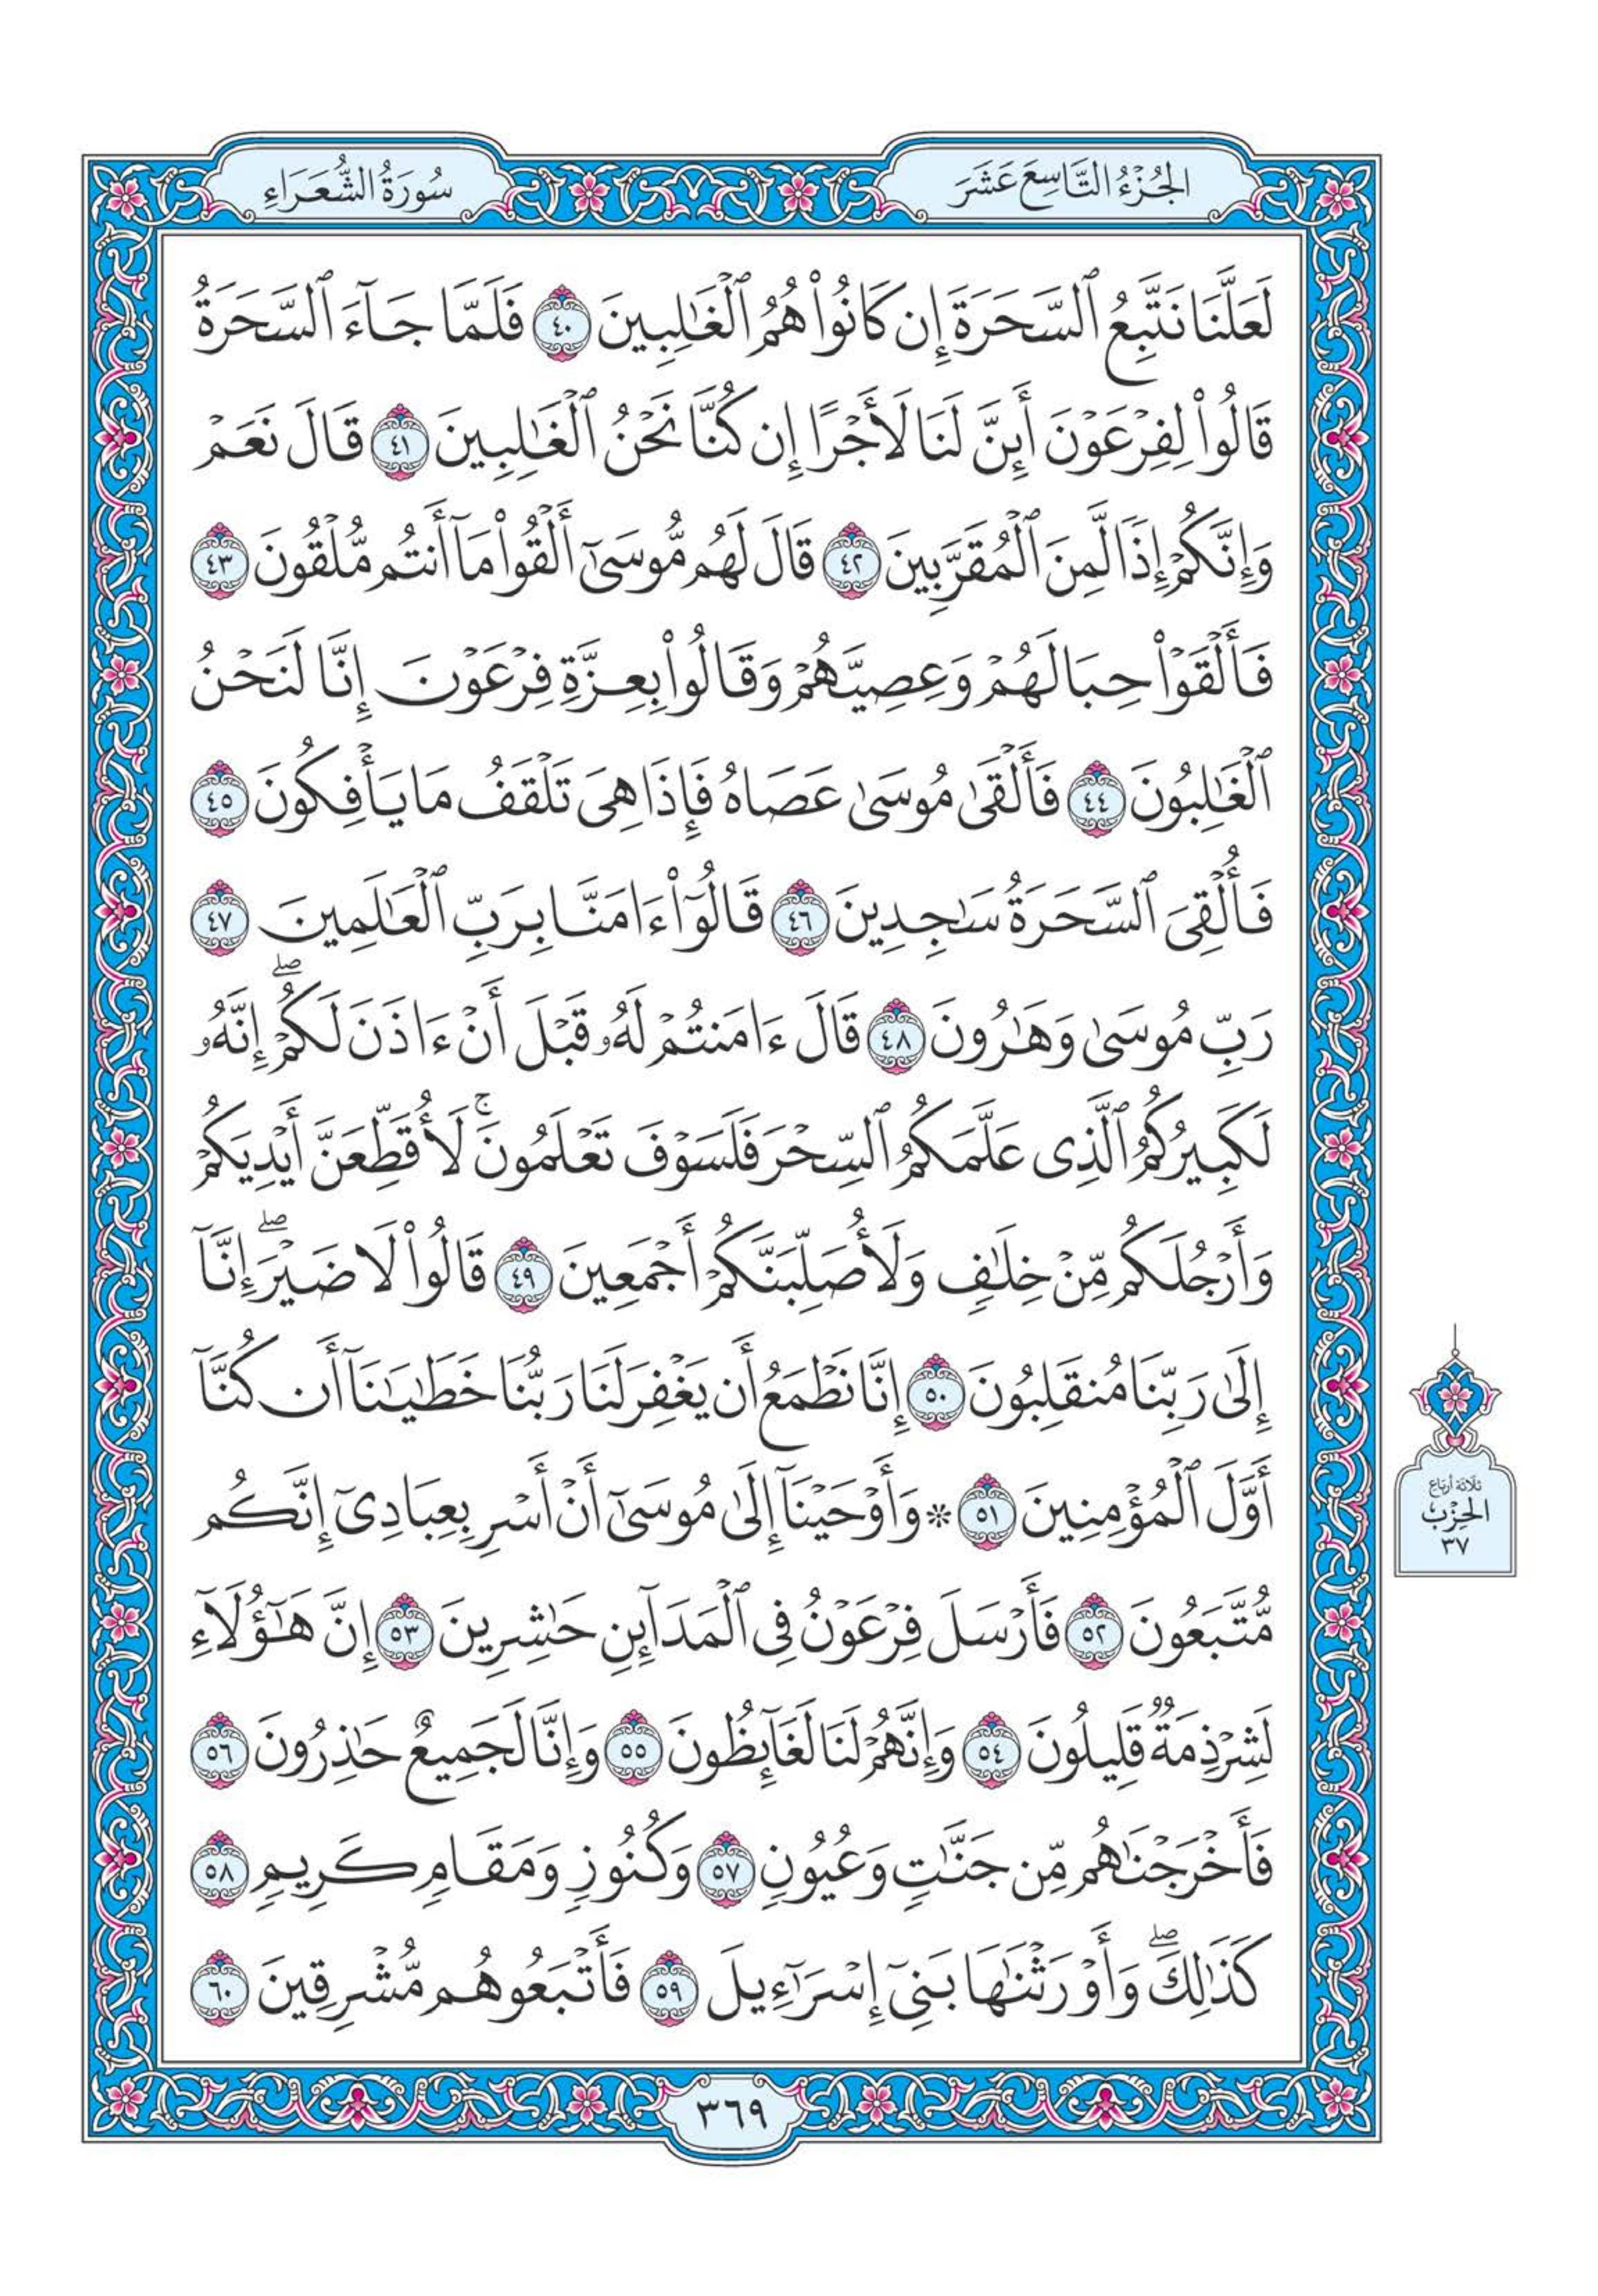 الجُزْءُ التَّاسِعَ عَشَرَ
سُورَةُ الشُّعَرَاءِ
لَعَلَّنَا نَتَّبِعُ ٱلسَّحَرَةَ إِن كَانُوا۟ هُمُ ٱلْغَـٰلِبِينَ ٤٠ فَلَمَّا جَآءَ ٱلسَّحَرَةُ
قَالُوا۟ لِفِرْعَوْنَ أَئِنَّ لَنَا لَأَجْرًا إِن كُنَّا نَحْنُ ٱلْغَـٰلِبِينَ ٤١ قَالَ نَعَمْ
وَإِنَّكُمْ إِذًا لَّمِنَ ٱلْمُقَرَّبِينَ ٤٢ قَالَ لَهُم مُّوسَىٰٓ أَلْقُوا۟ مَآ أَنتُم مُّلْقُونَ ٤٣
فَأَلْقَوْا۟ حِبَالَهُمْ وَعِصِيَّهُمْ وَقَالُوا۟ بِعِزَّةِ فِرْعَوْنَ إِنَّا لَنَحْنُ
ٱلْغَـٰلِبُونَ ٤٤ فَأَلْقَىٰ مُوسَىٰ عَصَاهُ فَإِذَا هِىَ تَلْقَفُ مَا يَأْفِكُونَ ٤٥
فَأُلْقِىَ ٱلسَّحَرَةُ سَـٰجِدِينَ ٤٦ قَالُوٓا۟ ءَامَنَّا بِرَبِّ ٱلْعَـٰلَمِينَ ٤٧
رَبِّ مُوسَىٰ وَهَـٰرُونَ ٤٨ قَالَ ءَامَنتُمْ لَهُۥ قَبْلَ أَنْ ءَاذَنَ لَكُمْ ۖ إِنَّهُۥ
لَكَبِيرُكُمُ ٱلَّذِى عَلَّمَكُمُ ٱلسِّحْرَ فَلَسَوْفَ تَعْلَمُونَ ۚ لَأُقَطِّعَنَّ أَيْدِيَكُمْ
وَأَرْجُلَكُم مِّنْ خِلَـٰفٍ وَلَأُصَلِّبَنَّكُمْ أَجْمَعِينَ ٤٩ قَالُوا۟ لَا ضَيْرَ ۖ إِنَّآ
إِلَىٰ رَبِّنَا مُنقَلِبُونَ ٥٠ إِنَّا نَطْمَعُ أَن يَغْفِرَ لَنَا رَبُّنَا خَطَـٰيَـٰنَآ أَن كُنَّآ
أَوَّلَ ٱلْمُؤْمِنِينَ ٥١ * وَأَوْحَيْنَآ إِلَىٰ مُوسَىٰٓ أَنْ أَسْرِ بِعِبَادِىٓ إِنَّكُم
مُّتَّبَعُونَ ٥٢ فَأَرْسَلَ فِرْعَوْنُ فِى ٱلْمَدَآئِنِ حَـٰشِرِينَ ٥٣ إِنَّ هَـٰٓؤُلَآءِ
لَشِرْذِمَةٌ قَلِيلُونَ ٥٤ وَإِنَّهُمْ لَنَا لَغَآئِظُونَ ٥٥ وَإِنَّا لَجَمِيعٌ حَـٰذِرُونَ ٥٦
فَأَخْرَجْنَـٰهُم مِّن جَنَّـٰتٍ وَعُيُونٍ ٥٧ وَكُنُوزٍ وَمَقَامٍ كَرِيمٍ ٥٨
كَذَٰلِكَ ۖ وَأَوْرَثْنَـٰهَا بَنِىٓ إِسْرَٰٓءِيلَ ٥٩ فَأَتْبَعُوهُم مُّشْرِقِينَ ٦٠
ثلاثة أرباع
الحِزْب
٣٧
٣٦٩